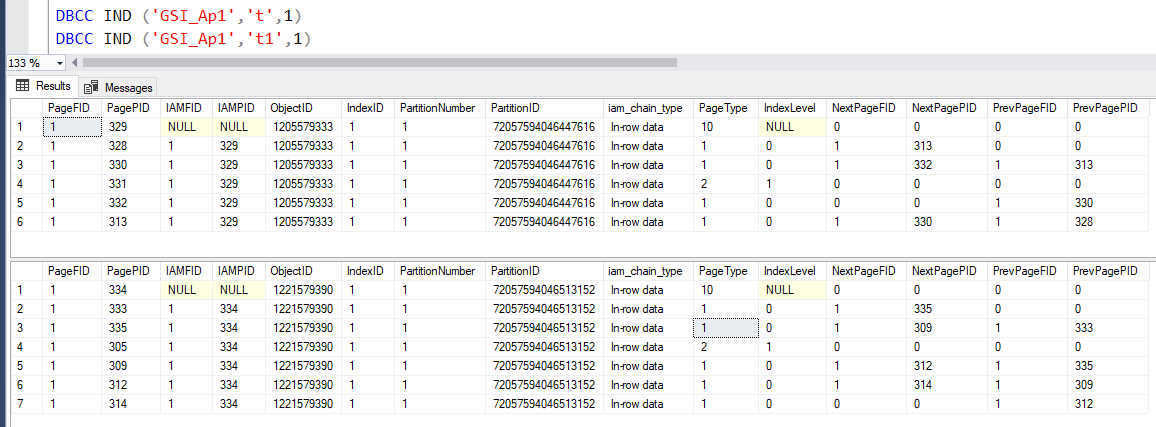 DBCC IND ('GSI_Ap1','t',1)
DBCC IND ('GSI_Ap1','t1',1)
133 %
Results Messages
PageFID PagePID IAMFID IAMPID ObjectID IndexID PartitionNumber PartitionID iam_chain_type PageType IndexLevel NextPageFID NextPagePID PrevPageFID PrevPagePID
1 1 329 NULL NULL 1205579333 1 1 72057594046447616 In-row data 10 NULL 0 0 0 0
2 1 328 1 329 1205579333 1 1 72057594046447616 In-row data 1 0 1 313 0 0
3 1 330 1 329 1205579333 1 1 72057594046447616 In-row data 1 0 1 332 1 313
4 1 331 1 329 1205579333 1 1 72057594046447616 In-row data 2 1 0 0 0 0
5 1 332 1 329 1205579333 1 1 72057594046447616 In-row data 1 0 0 0 1 330
6 1 313 1 329 1205579333 1 1 72057594046447616 In-row data 1 0 1 330 1 328
PageFID PagePID IAMFID IAMPID ObjectID IndexID PartitionNumber PartitionID iam_chain_type PageType IndexLevel NextPageFID NextPagePID PrevPageFID PrevPagePID
1 1 334 NULL NULL 1221579390 1 1 72057594046513152 In-row data 10 NULL 0 0 0 0
2 1 333 1 334 1221579390 1 1 72057594046513152 In-row data 1 0 1 335 0 0
3 1 335 1 334 1221579390 1 1 72057594046513152 In-row data 1 0 1 309 1 333
4 1 305 1 334 1221579390 1 1 72057594046513152 In-row data 2 1 0 0 0 0
5 1 309 1 334 1221579390 1 1 72057594046513152 In-row data 1 0 1 312 1 335
6 1 312 1 334 1221579390 1 1 72057594046513152 In-row data 1 0 1 314 1 309
7 1 314 1 334 1221579390 1 1 72057594046513152 In-row data 1 0 0 0 1 312